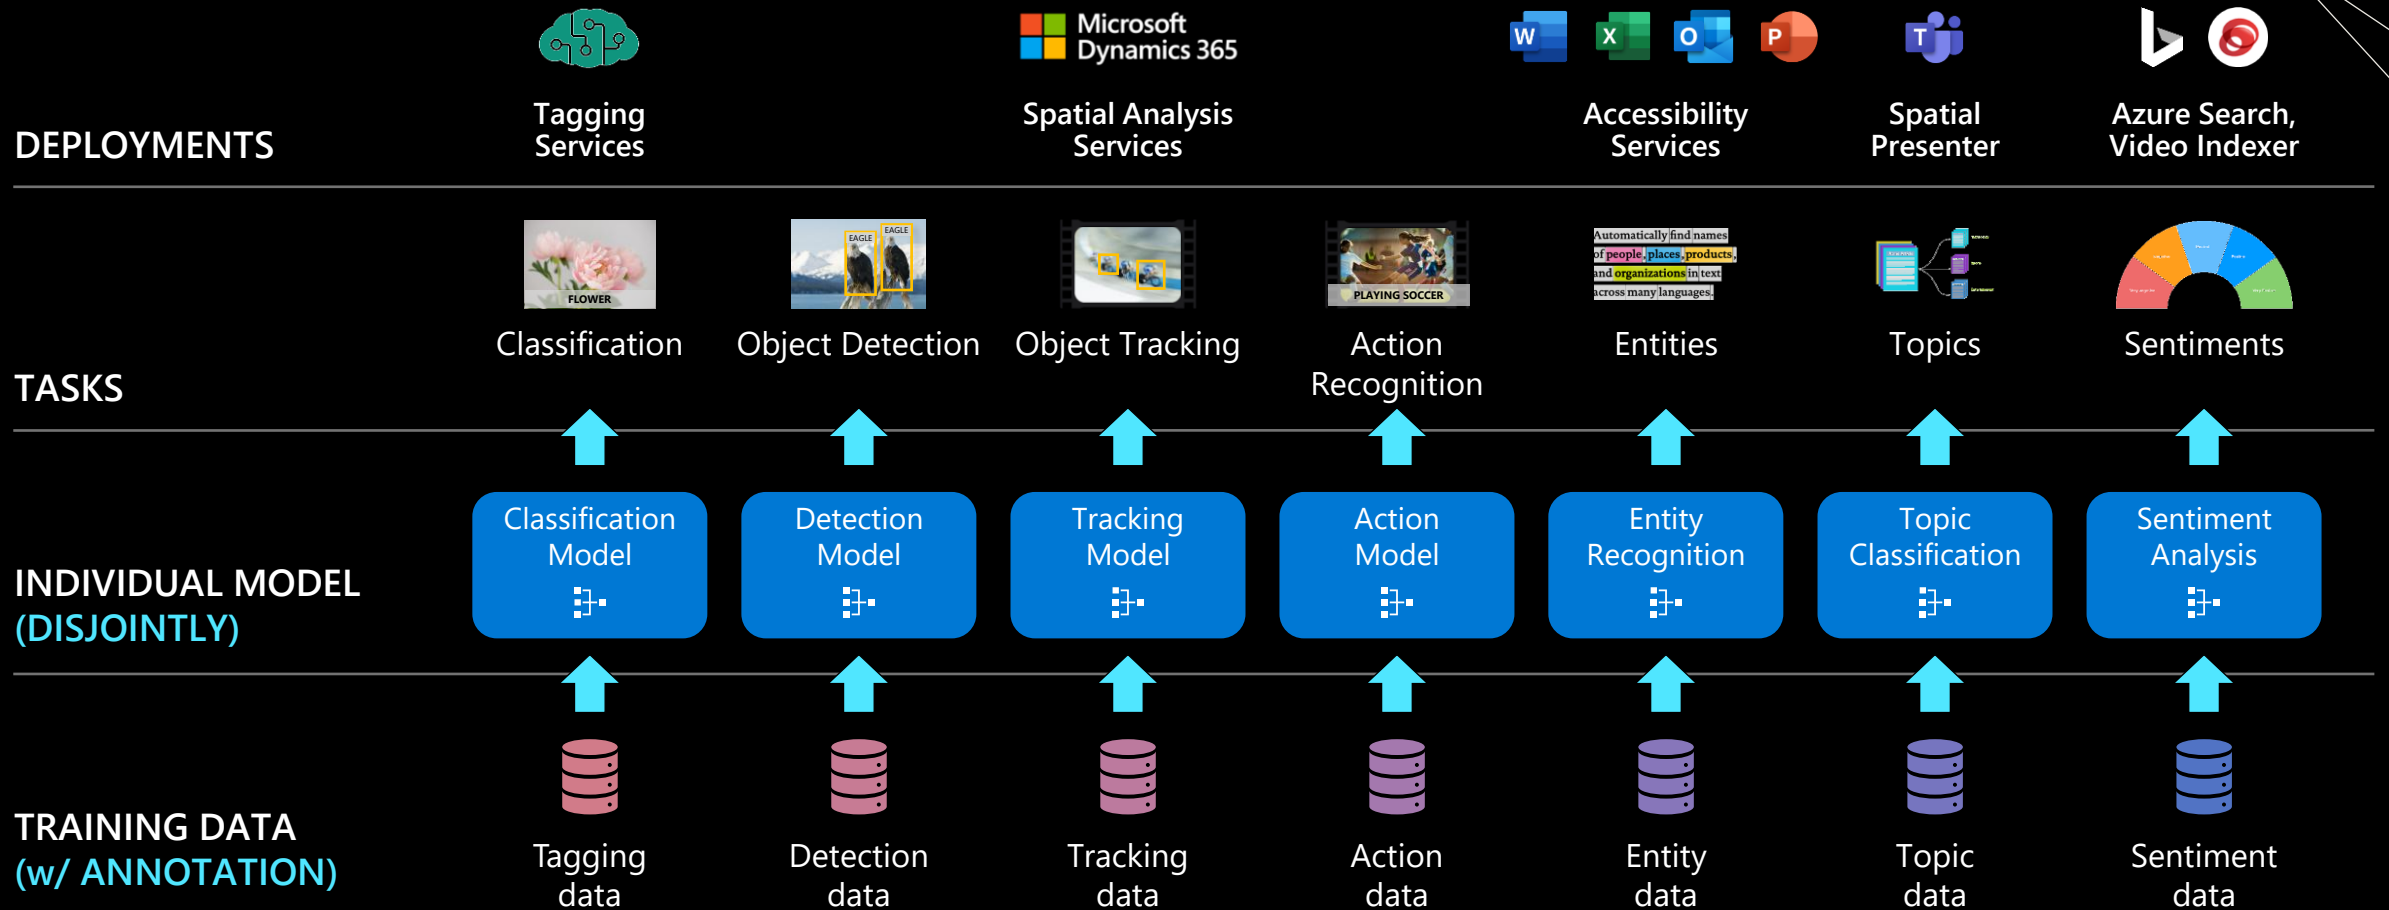 Microsoft
Dynamics 365
W
X
O
P
T
DEPLOYMENTS
Tagging
Services
Spatial Analysis
Services
Accessibility
Services
Spatial
Presenter
Azure Search,
Video Indexer
FLOWER
EAGLE
EAGLE
PLAYING SOCCER
Automatically find names
of people, places, products,
and organizations in text
across many languages.
TASKS
Classification
Object Detection
Object Tracking
Action
Recognition
Entities
Topics
Sentiments
INDIVIDUAL MODEL
(DISJOINTLY)
Classification
Model
Detection
Model
Tracking
Model
Action
Model
Entity
Recognition
Topic
Classification
Sentiment
Analysis
TRAINING DATA
(w/ ANNOTATION)
Tagging
data
Detection
data
Tracking
data
Action
data
Entity
data
Topic
data
Sentiment
data